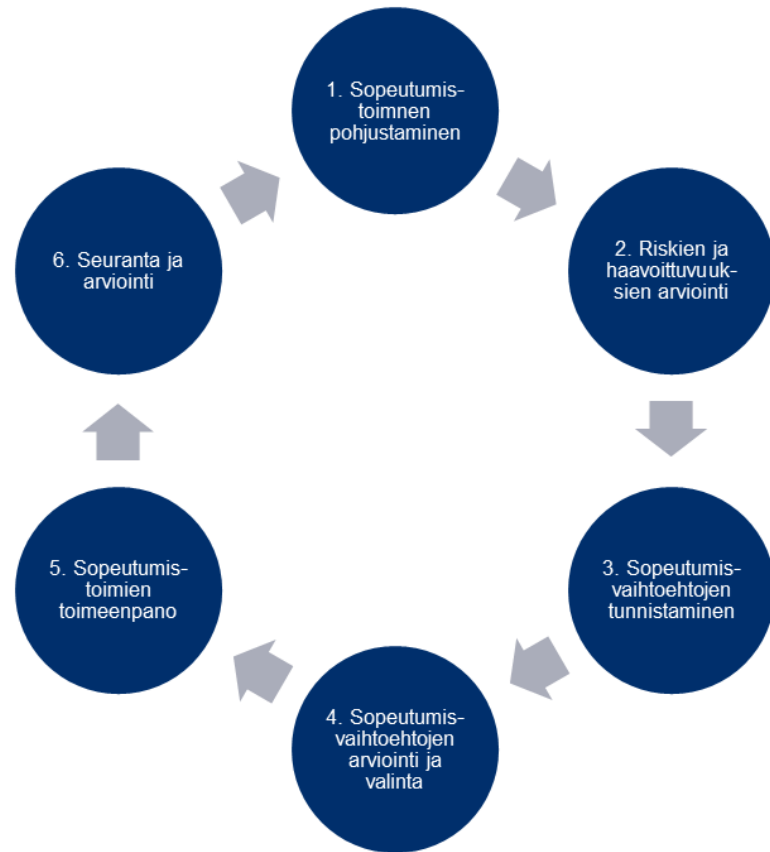 1. Sopeutumis-
toimnen
pohjustaminen
2. Riskien ja
haavoittuvuuk-
sien arviointi
3. Sopeutumis-
vaihtoehtojen
tunnistaminen
4. Sopeutumis-
vaihtoehtojen
arviointi ja
valinta
5. Sopeutumis-
toimien
toimeenpano
6. Seuranta ja
arviointi